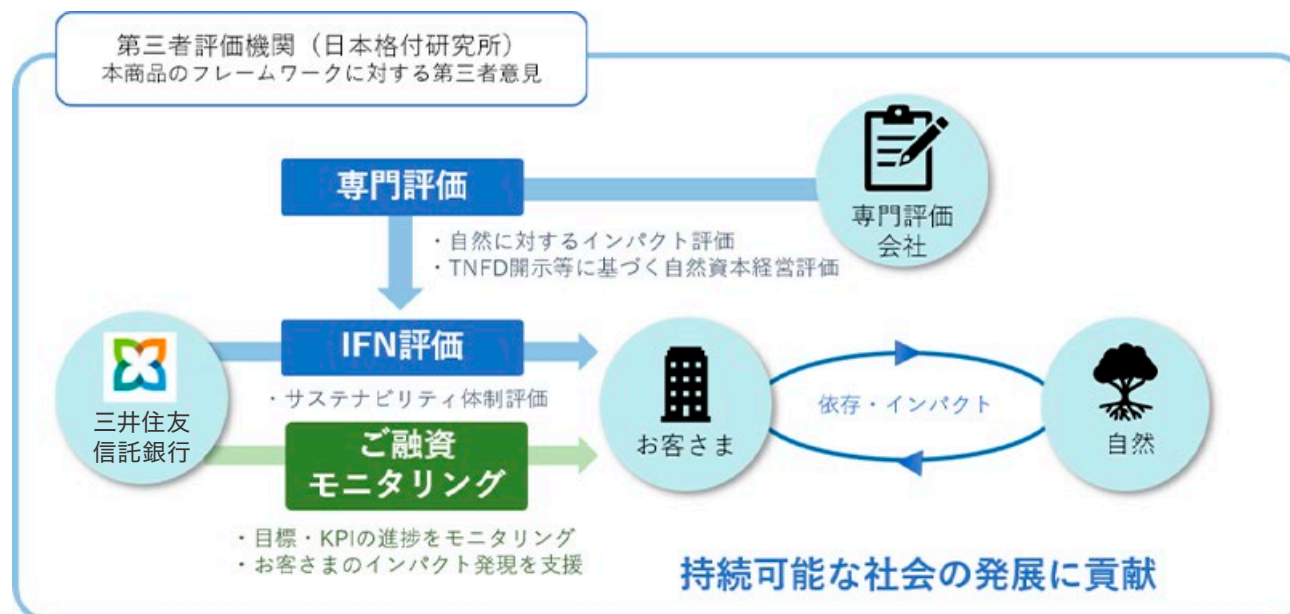 第三者評価機関（日本格付研究所）
本商品のフレームワークに対する第三者意見
専門評価
専門評価
会社
・自然に対するインパクト評価
・TNFD開示等に基づく自然資本経営評価
三井住友
信託銀行
IFN評価
・サステナビリティ体制評価
ご融資
モニタリング
・目標・KPIの進捗をモニタリング
・お客さまのインパクト発現を支援
お客さま
依存・インパクト
自然
持続可能な社会の発展に貢献